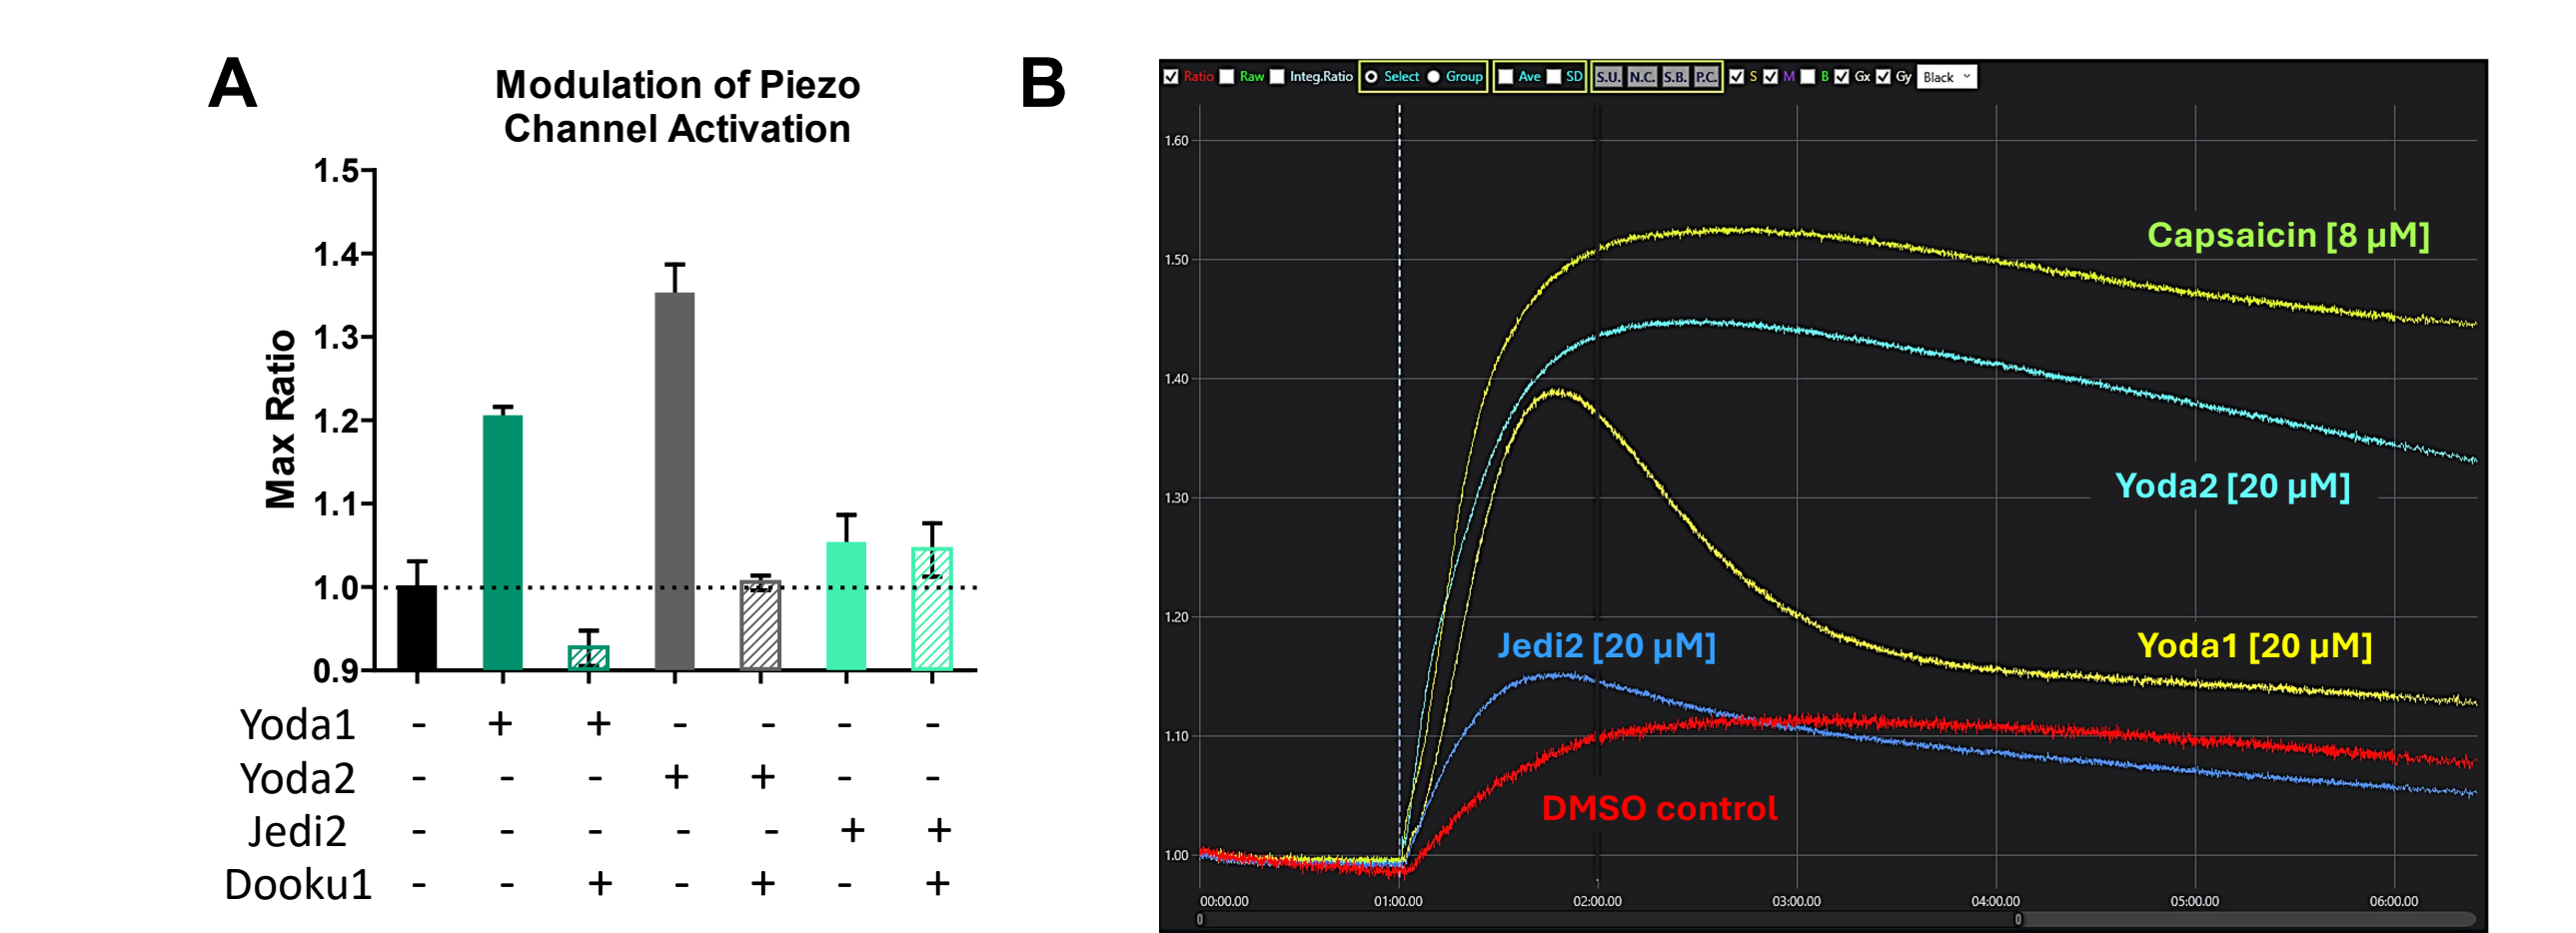 A
Modulation of Piezo
Channel Activation
Max Ratio
1.5
1.4
1.3
1.2
1.1
1.0
0.9
Yoda1 - + + - - - -
Yoda2 - - - + + - -
Jedi2 - - - - - + +
Dooku1 - - + - + - +
B
Ratio Raw Integ.Ratio Select Group Ave SD S.U. N.C. S.B. P.C. S M B Gx Gy Black
1.60
1.50
1.40
1.30
1.20
1.10
1.00
Capsaicin [8 µM]
Yoda2 [20 µM]
Jedi2 [20 µM]
Yoda1 [20 µM]
DMSO control
00:00.00 01:00.00 02:00.00 03:00.00 04:00.00 05:00.00 06:00.00